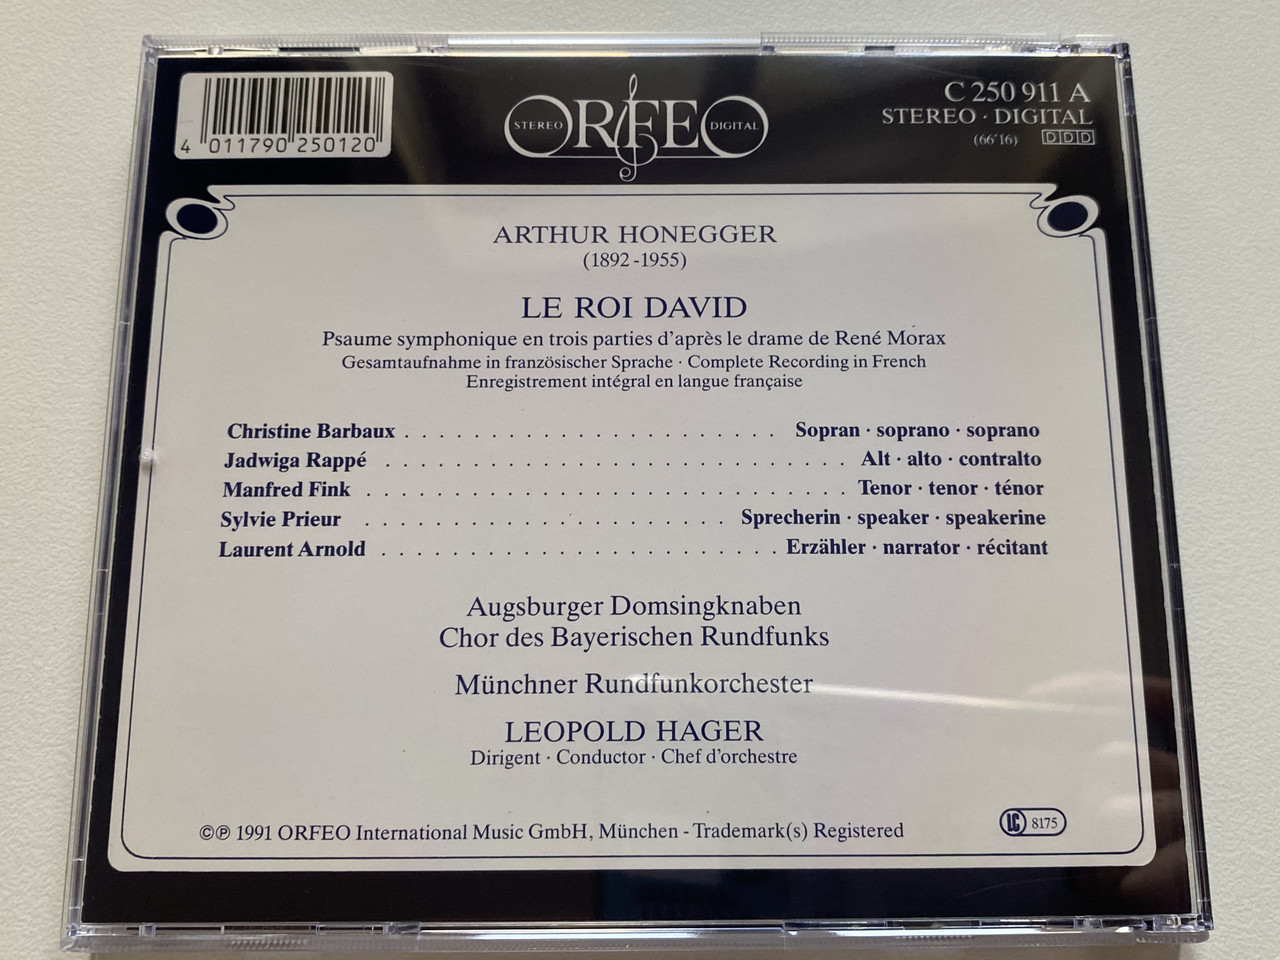 4 011790 250120
STEREO ORFEO DIGITAL
C 250 911 A
STEREO · DIGITAL
(66'16) DDD
ARTHUR HONEGGER
(1892-1955)
LE ROI DAVID
Psaume symphonique en trois parties d'après le drame de René Morax
Gesamtaufnahme in französischer Sprache · Complete Recording in French
Enregistrement intégral en langue française
Christine Barbaux . . . . . . . . . . . . . . . . . . . . . . . Sopran · soprano · soprano
Jadwiga Rappé . . . . . . . . . . . . . . . . . . . . . . . . . . . . Alt · alto · contralto
Manfred Fink . . . . . . . . . . . . . . . . . . . . . . . . . . . . . Tenor · tenor · ténor
Sylvie Prieur . . . . . . . . . . . . . . . . . . . . . . Sprecherin · speaker · speakerine
Laurent Arnold . . . . . . . . . . . . . . . . . . . . . . . . Erzähler · narrator · récitant
Augsburger Domsingknaben
Chor des Bayerischen Rundfunks
Münchner Rundfunkorchester
LEOPOLD HAGER
Dirigent · Conductor · Chef d'orchestre
©℗ 1991 ORFEO International Music GmbH, München - Trademark(s) Registered
LC 8175